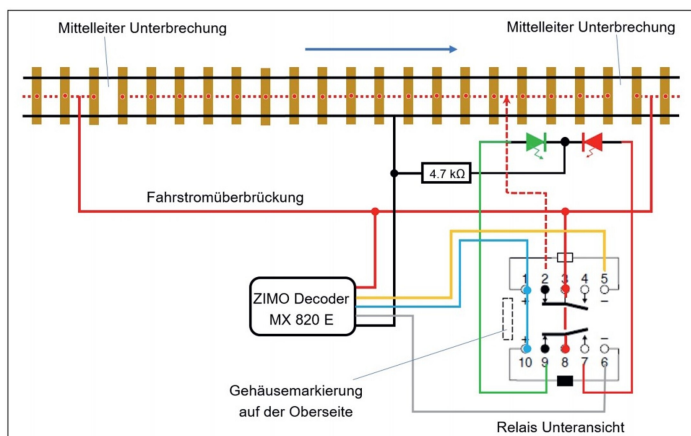 Mittelleiter Unterbrechung
Mittelleiter Unterbrechung
4.7 kΩ
Fahrstromüberbrückung
ZIMO Decoder
MX 820 E
1 2 3 4 5
+ –
+ –
10 9 8 7 6
Gehäusemarkierung
auf der Oberseite
Relais Unteransicht